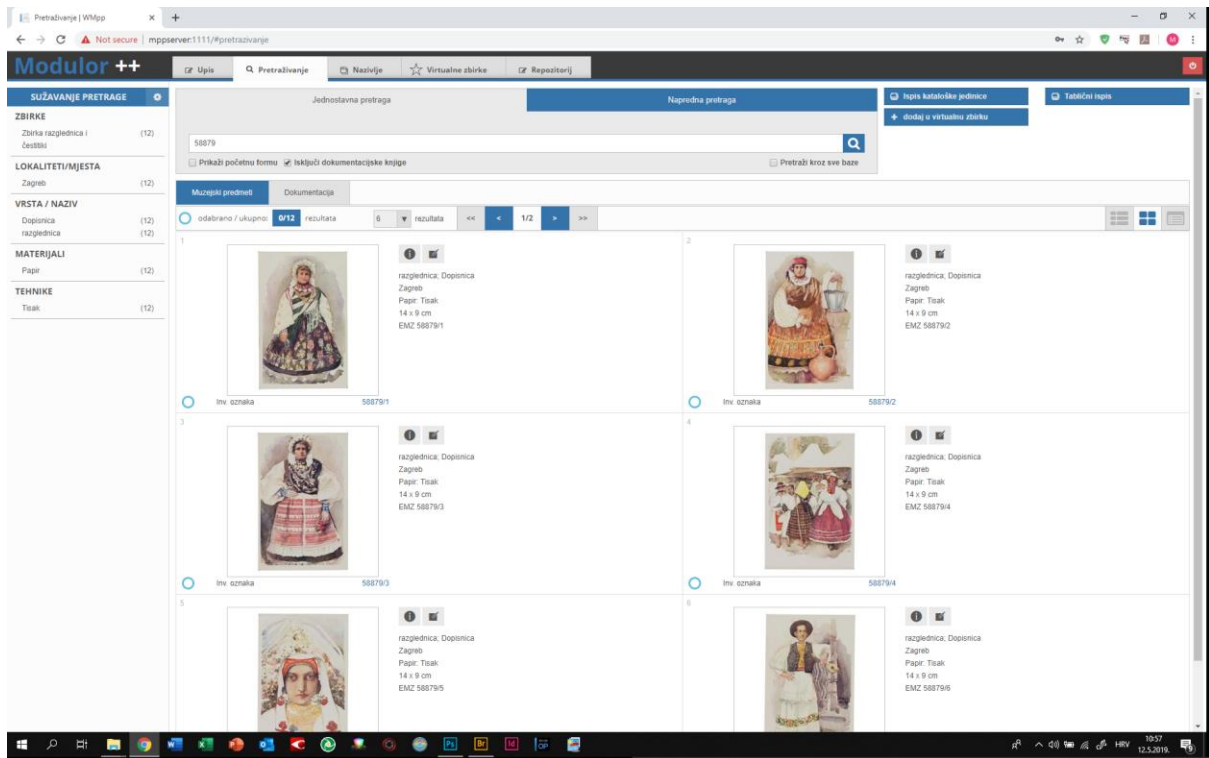 Pretraživanje | WMpp
Not secure | mppserver:1111/#pretrazivanje
Modulor ++
Upis
Pretraživanje
Nazivlje
Virtualne zbirke
Repozitorij
SUŽAVANJE PRETRAGE
ZBIRKE
Zbirka razglednica i (12)
čestitki
LOKALITETI/MJESTA
Zagreb (12)
VRSTA / NAZIV
Dopisnica (12)
razglednica (12)
MATERIJALI
Papir (12)
TEHNIKE
Tisak (12)
Jednostavna pretraga
Napredna pretraga
58879
Prikaži početnu formu
Isključi dokumentacijske knjige
Pretraži kroz sve baze
Ispis kataloške jedinice
Tablični ispis
+ dodaj u virtualnu zbirku
Muzejski predmeti
Dokumentacija
odabrano / ukupno: 0/12 rezultata
6 rezultata
<< < 1/2 > >>
1
razglednica; Dopisnica
Zagreb
Papir: Tisak
14 x 9 cm
EMZ 58879/1
Inv. oznaka 58879/1
2
razglednica; Dopisnica
Zagreb
Papir: Tisak
14 x 9 cm
EMZ 58879/2
Inv. oznaka 58879/2
3
razglednica; Dopisnica
Zagreb
Papir: Tisak
14 x 9 cm
EMZ 58879/3
Inv. oznaka 58879/3
4
razglednica; Dopisnica
Zagreb
Papir: Tisak
14 x 9 cm
EMZ 58879/4
Inv. oznaka 58879/4
5
razglednica; Dopisnica
Zagreb
Papir: Tisak
14 x 9 cm
EMZ 58879/5
6
razglednica; Dopisnica
Zagreb
Papir: Tisak
14 x 9 cm
EMZ 58879/6
Ps
Br
Id
HRV
10:57
12.5.2019.